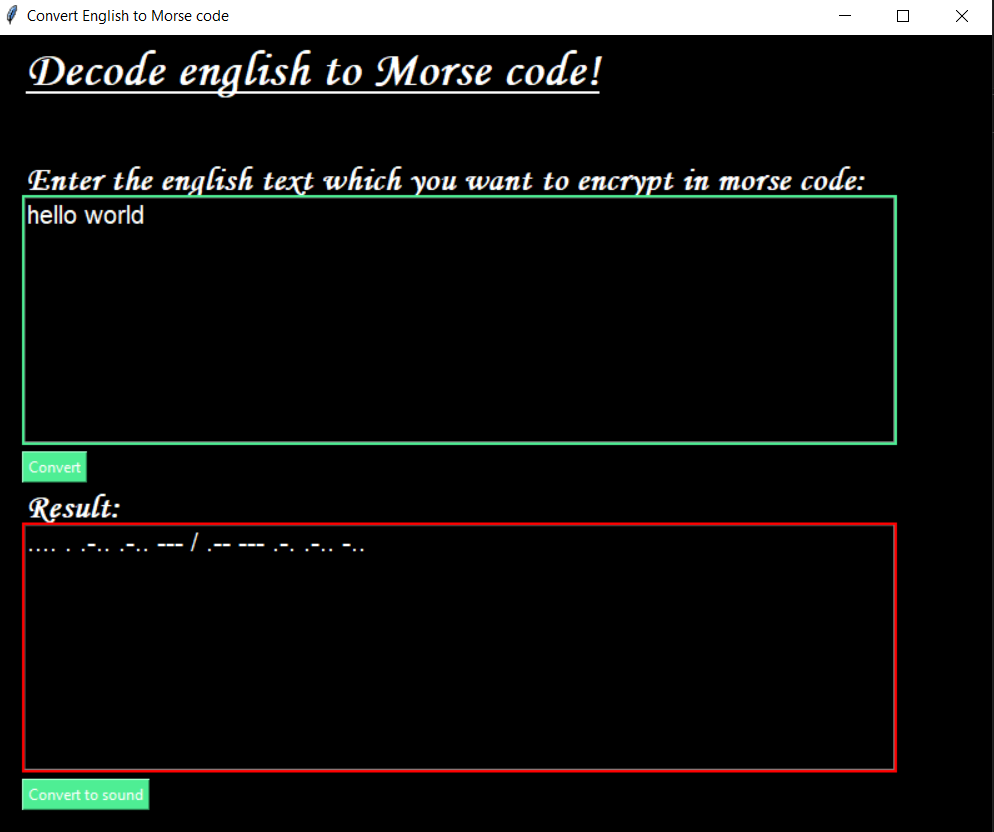 Convert English to Morse code
Decode english to Morse code!
Enter the english text which you want to encrypt in morse code:
hello world
Convert
Result:
.... . .-.. .-.. --- / .-- --- .-. .-.. -..
Convert to sound